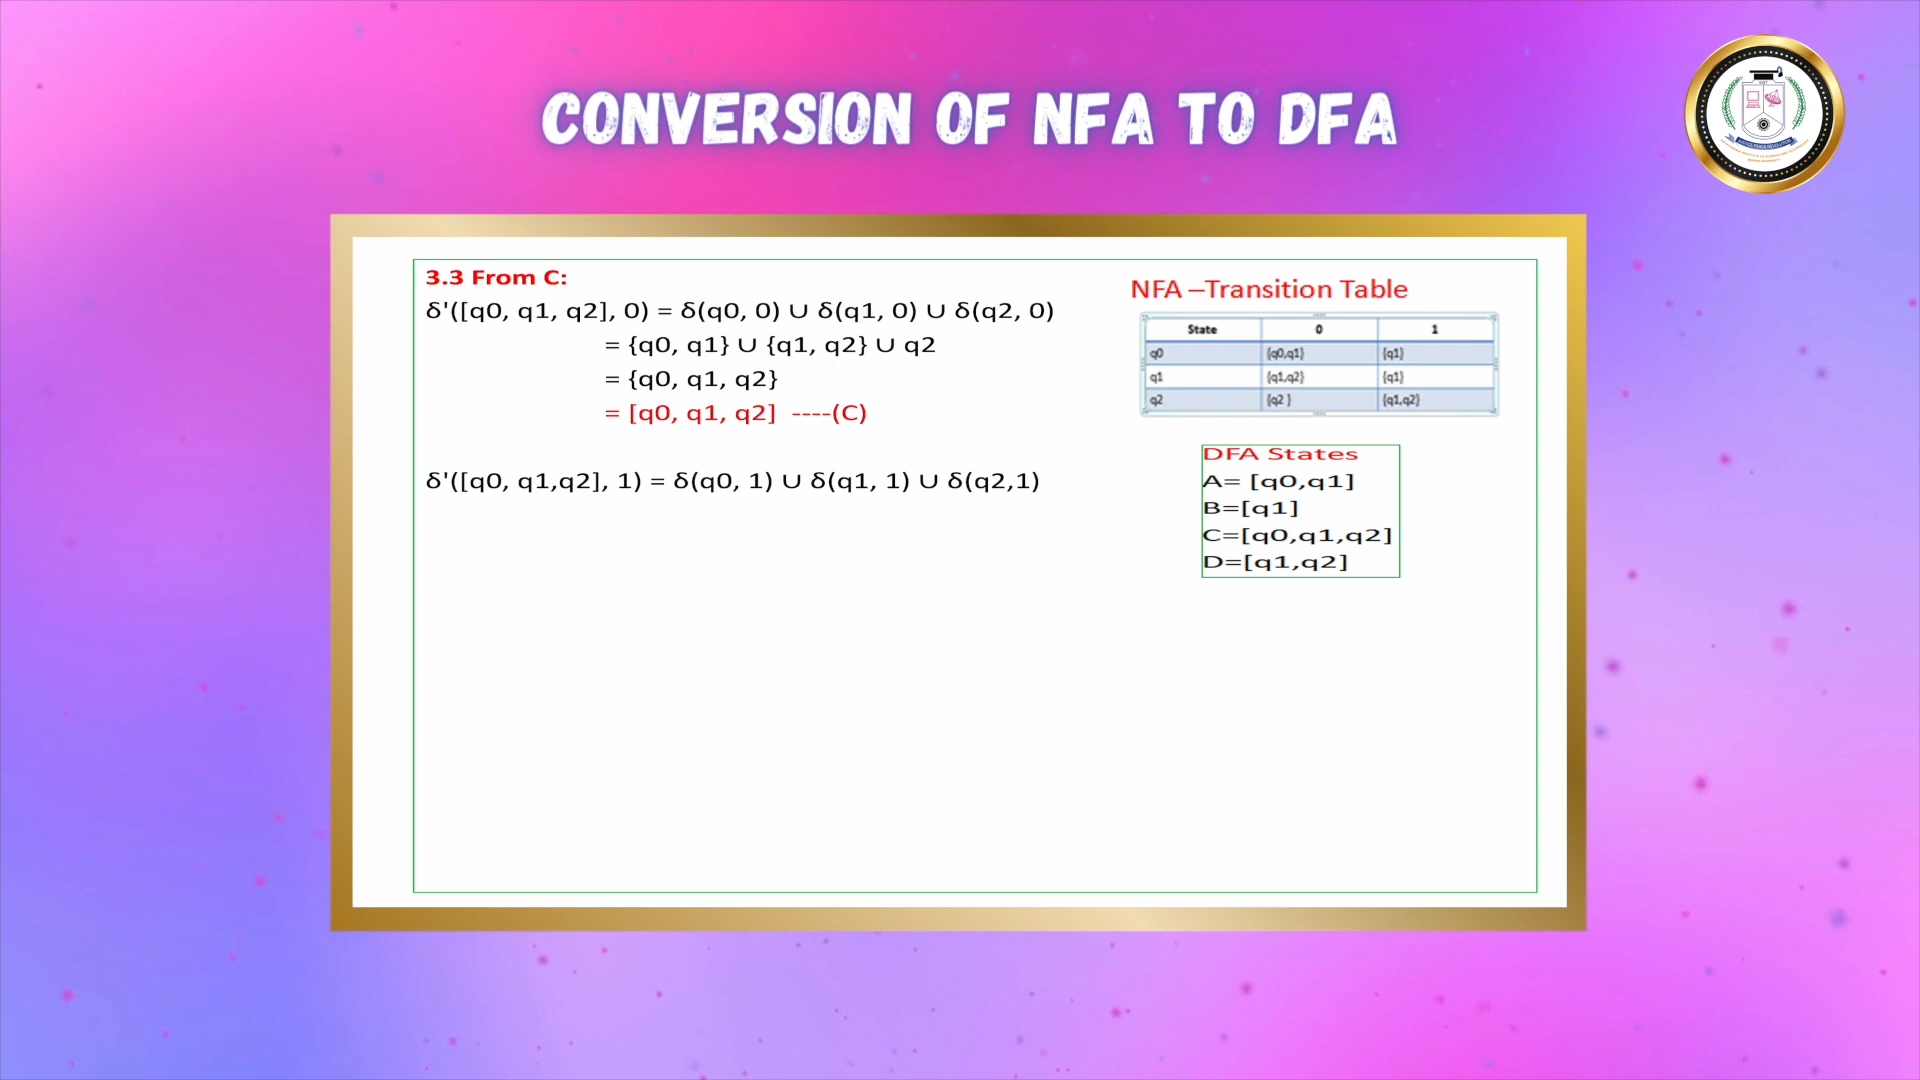 CONVERSION OF NFA TO DFA
3.3 From C:
δ'([q0, q1, q2], 0) = δ(q0, 0) ∪ δ(q1, 0) ∪ δ(q2, 0)
= {q0, q1} ∪ {q1, q2} ∪ q2
= {q0, q1, q2}
= [q0, q1, q2] ----(C)
δ'([q0, q1,q2], 1) = δ(q0, 1) ∪ δ(q1, 1) ∪ δ(q2,1)
NFA –Transition Table
State 0 1
q0 {q0,q1} {q1}
q1 {q1,q2} {q1}
q2 {q2 } {q1,q2}
DFA States
A= [q0,q1]
B=[q1]
C=[q0,q1,q2]
D=[q1,q2]